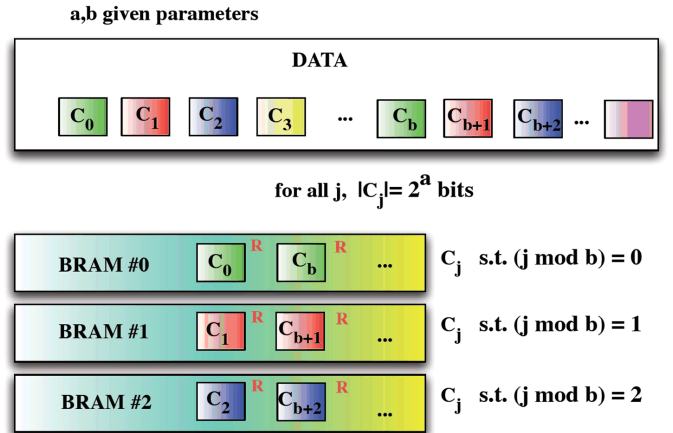 a,b given parameters
DATA
C0 C1 C2 C3 ... Cb Cb+1 Cb+2 ...
for all j, |Cj|= 2^a bits
BRAM #0 C0 R Cb R ... Cj s.t. (j mod b) = 0
BRAM #1 C1 R Cb+1 R ... Cj s.t. (j mod b) = 1
BRAM #2 C2 R Cb+2 R ... Cj s.t. (j mod b) = 2